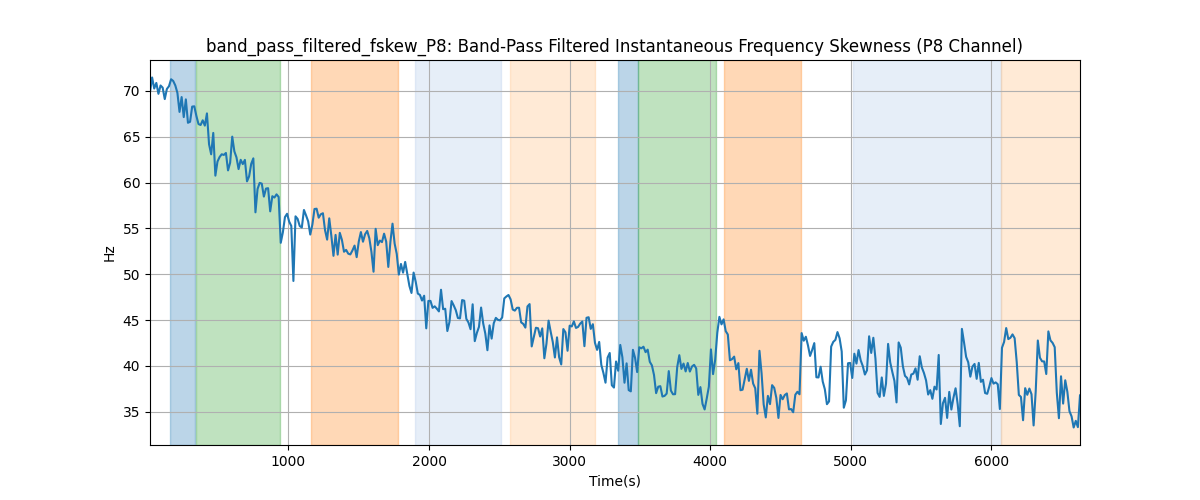 band_pass_filtered_fskew_P8: Band-Pass Filtered Instantaneous Frequency Skewness (P8 Channel)
70
65
60
55
50
45
40
35
Hz
1000 2000 3000 4000 5000 6000
Time(s)